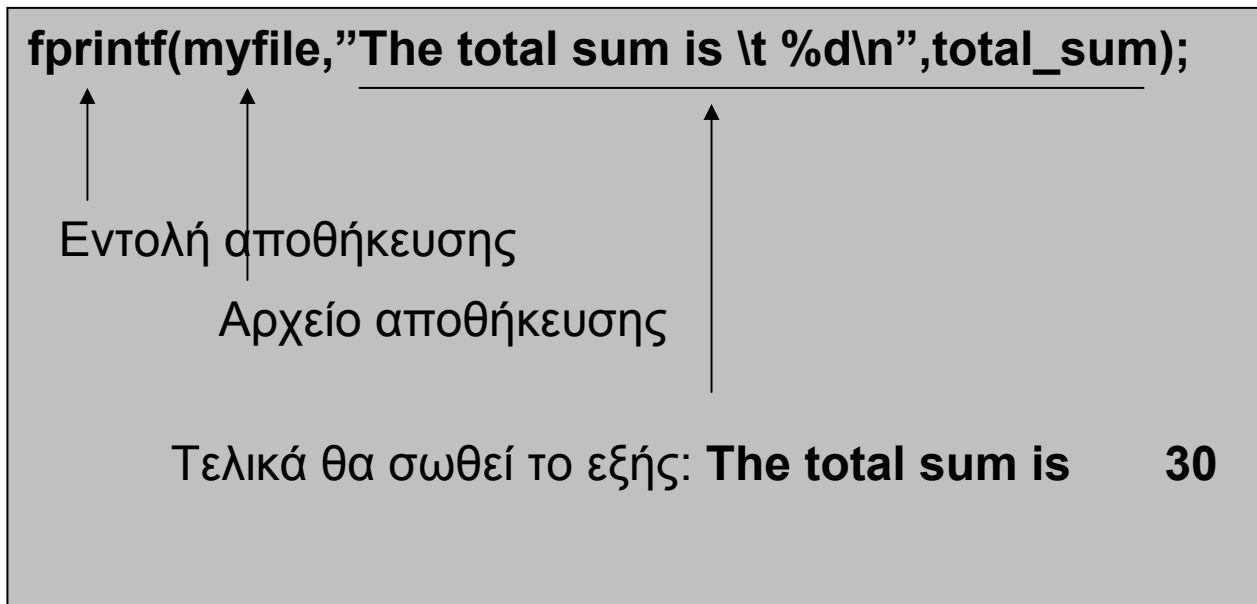 fprintf(myfile,”The total sum is \t %d\n”,total_sum);
Εντολή αποθήκευσης
Αρχείο αποθήκευσης
Τελικά θα σωθεί το εξής: The total sum is 30